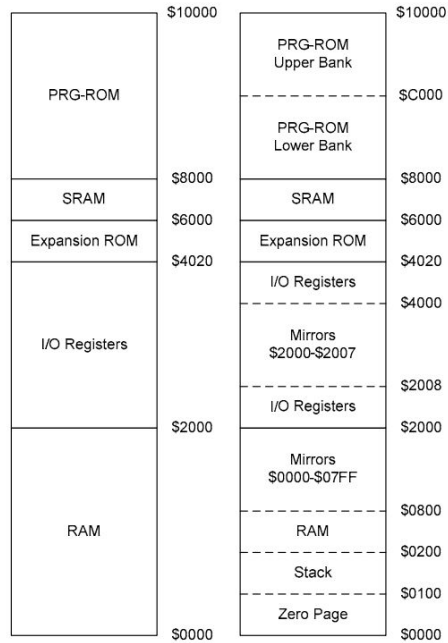 $10000
PRG-ROM
$8000
SRAM
$6000
Expansion ROM
$4020
I/O Registers
$2000
RAM
$0000
$10000
PRG-ROM
Upper Bank
$C000
PRG-ROM
Lower Bank
$8000
SRAM
$6000
Expansion ROM
$4020
I/O Registers
$4000
Mirrors
$2000-$2007
$2008
I/O Registers
$2000
Mirrors
$0000-$07FF
$0800
RAM
$0200
Stack
$0100
Zero Page
$0000